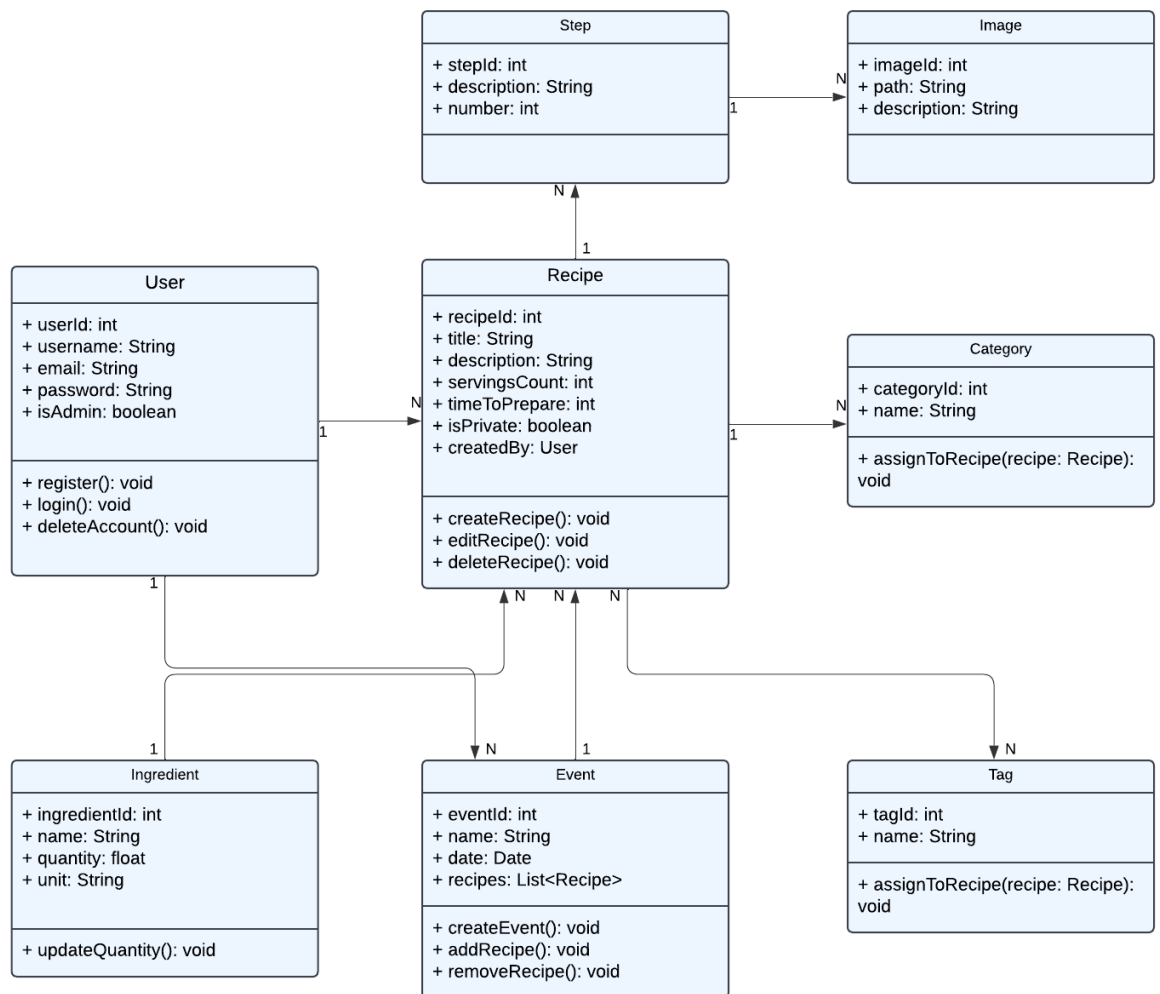 Step
+ stepId: int
+ description: String
+ number: int
Image
+ imageId: int
+ path: String
+ description: String
N
1
N
1
User
+ userId: int
+ username: String
+ email: String
+ password: String
+ isAdmin: boolean
+ register(): void
+ login(): void
+ deleteAccount(): void
N
1
Recipe
+ recipeId: int
+ title: String
+ description: String
+ servingsCount: int
+ timeToPrepare: int
+ isPrivate: boolean
+ createdBy: User
+ createRecipe(): void
+ editRecipe(): void
+ deleteRecipe(): void
N
1
Category
+ categoryId: int
+ name: String
+ assignToRecipe(recipe: Recipe):
void
1
N
N
N
1
N
1
N
Ingredient
+ ingredientId: int
+ name: String
+ quantity: float
+ unit: String
+ updateQuantity(): void
Event
+ eventId: int
+ name: String
+ date: Date
+ recipes: List<Recipe>
+ createEvent(): void
+ addRecipe(): void
+ removeRecipe(): void
Tag
+ tagId: int
+ name: String
+ assignToRecipe(recipe: Recipe):
void